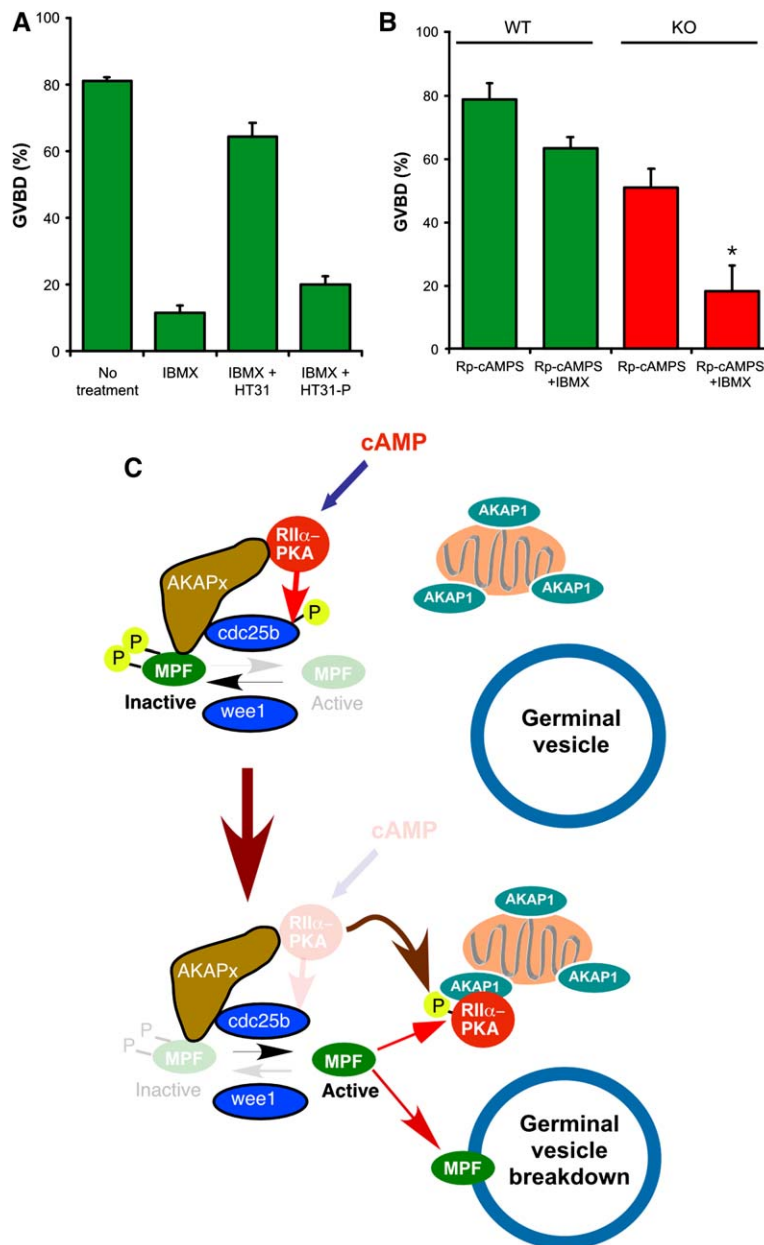 A
GVBD (%)
100
80
60
40
20
0
No
treatment
IBMX
IBMX +
HT31
IBMX +
HT31-P
B
WT
KO
GVBD (%)
100
80
60
40
20
0
*
Rp-cAMPS
Rp-cAMPS
+IBMX
Rp-cAMPS
Rp-cAMPS
+IBMX
C
cAMP
RIIα–
PKA
AKAPx
cdc25b
P
P
P
MPF
Inactive
MPF
Active
wee1
AKAP1
AKAP1
AKAP1
Germinal
vesicle
cAMP
RIIα–
PKA
AKAPx
cdc25b
P
P
MPF
Inactive
MPF
Active
wee1
AKAP1
AKAP1
AKAP1
P
RIIα–
PKA
MPF
Germinal
vesicle
breakdown